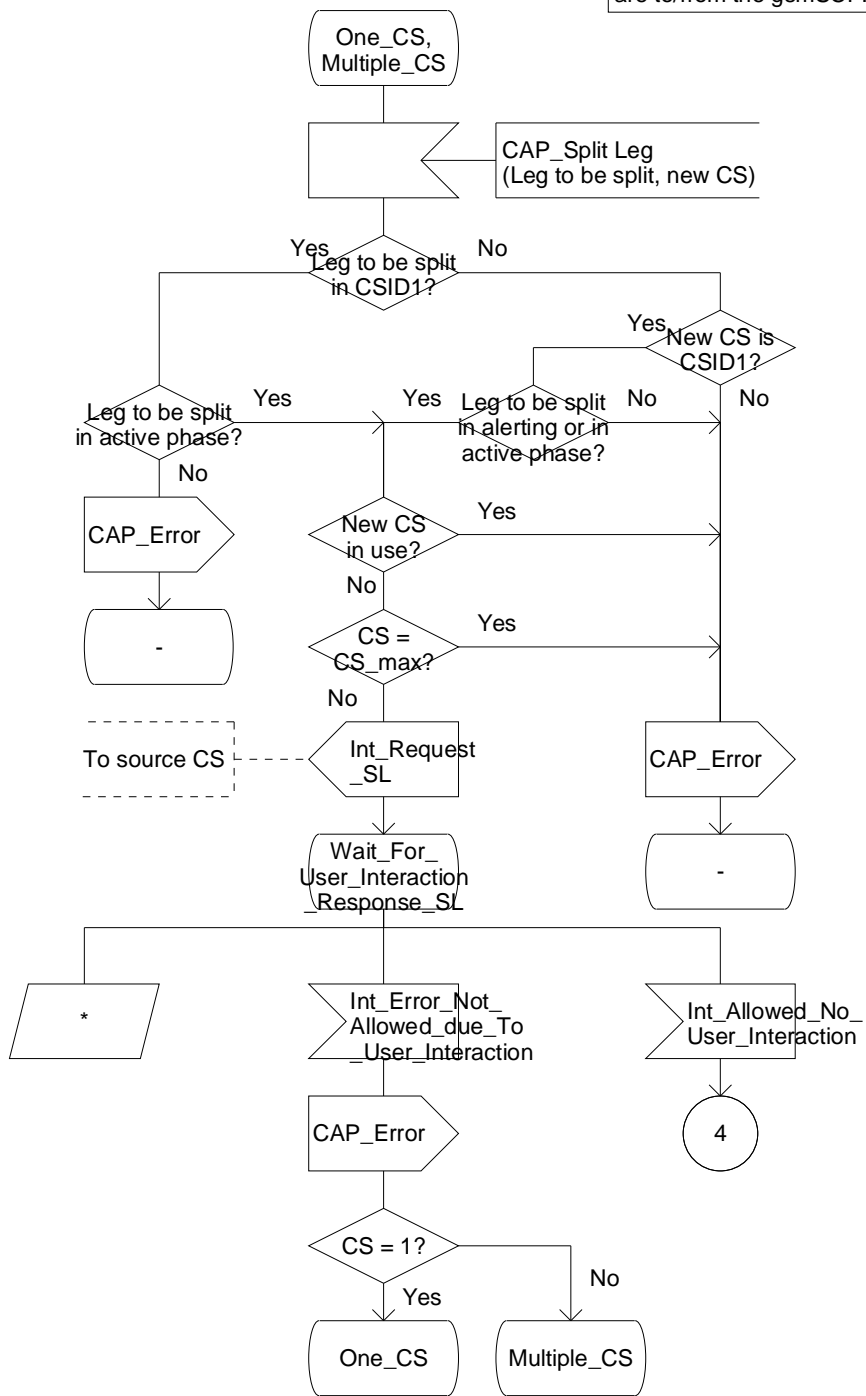 are to/from the gsmSCF.
One_CS,
Multiple_CS
CAP_Split Leg
(Leg to be split, new CS)
Yes
Leg to be split
in CSID1?
No
Yes
New CS is
CSID1?
No
Leg to be split
in active phase?
Yes
No
Yes
Leg to be split
in alerting or in
active phase?
No
CAP_Error
-
New CS
in use?
Yes
No
CS =
CS_max?
Yes
No
To source CS
Int_Request
_SL
CAP_Error
Wait_For_
User_Interaction
_Response_SL
-
*
Int_Error_Not_
Allowed_due_To
_User_Interaction
Int_Allowed_No_
User_Interaction
CAP_Error
4
CS = 1?
No
Yes
One_CS
Multiple_CS